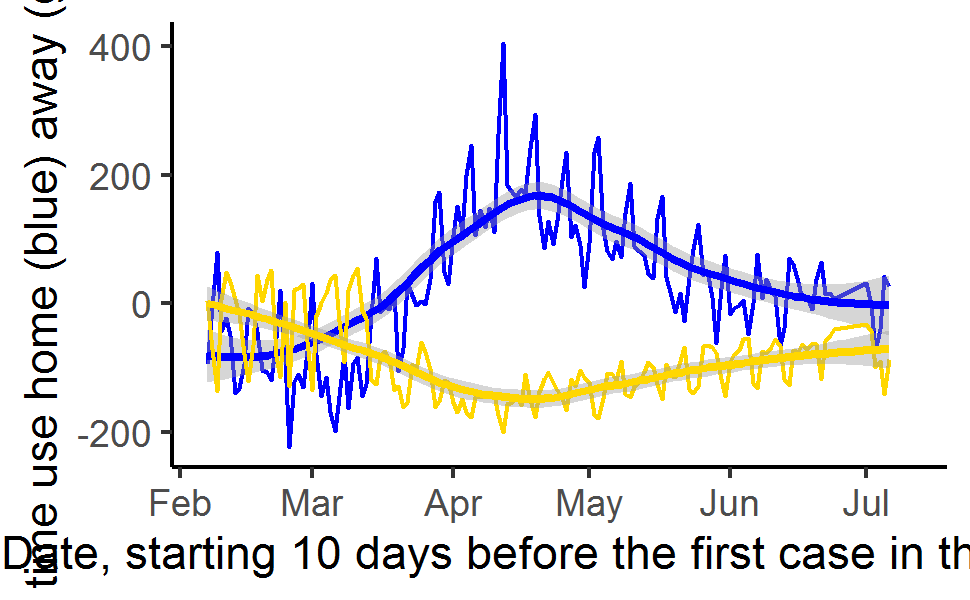 time use home (blue) away (
400
200
0
-200
Feb Mar Apr May Jun Jul
Date, starting 10 days before the first case in th